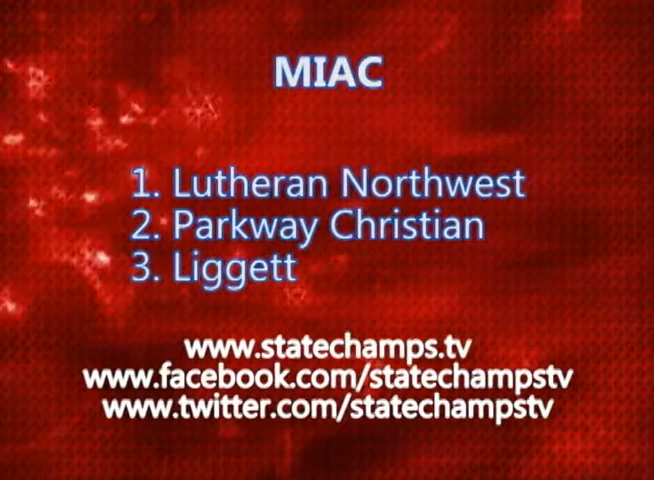 MIAC
1. Lutheran Northwest
2. Parkway Christian
3. Liggett
www.statechamps.tv
www.facebook.com/statechampstv
www.twitter.com/statechampstv